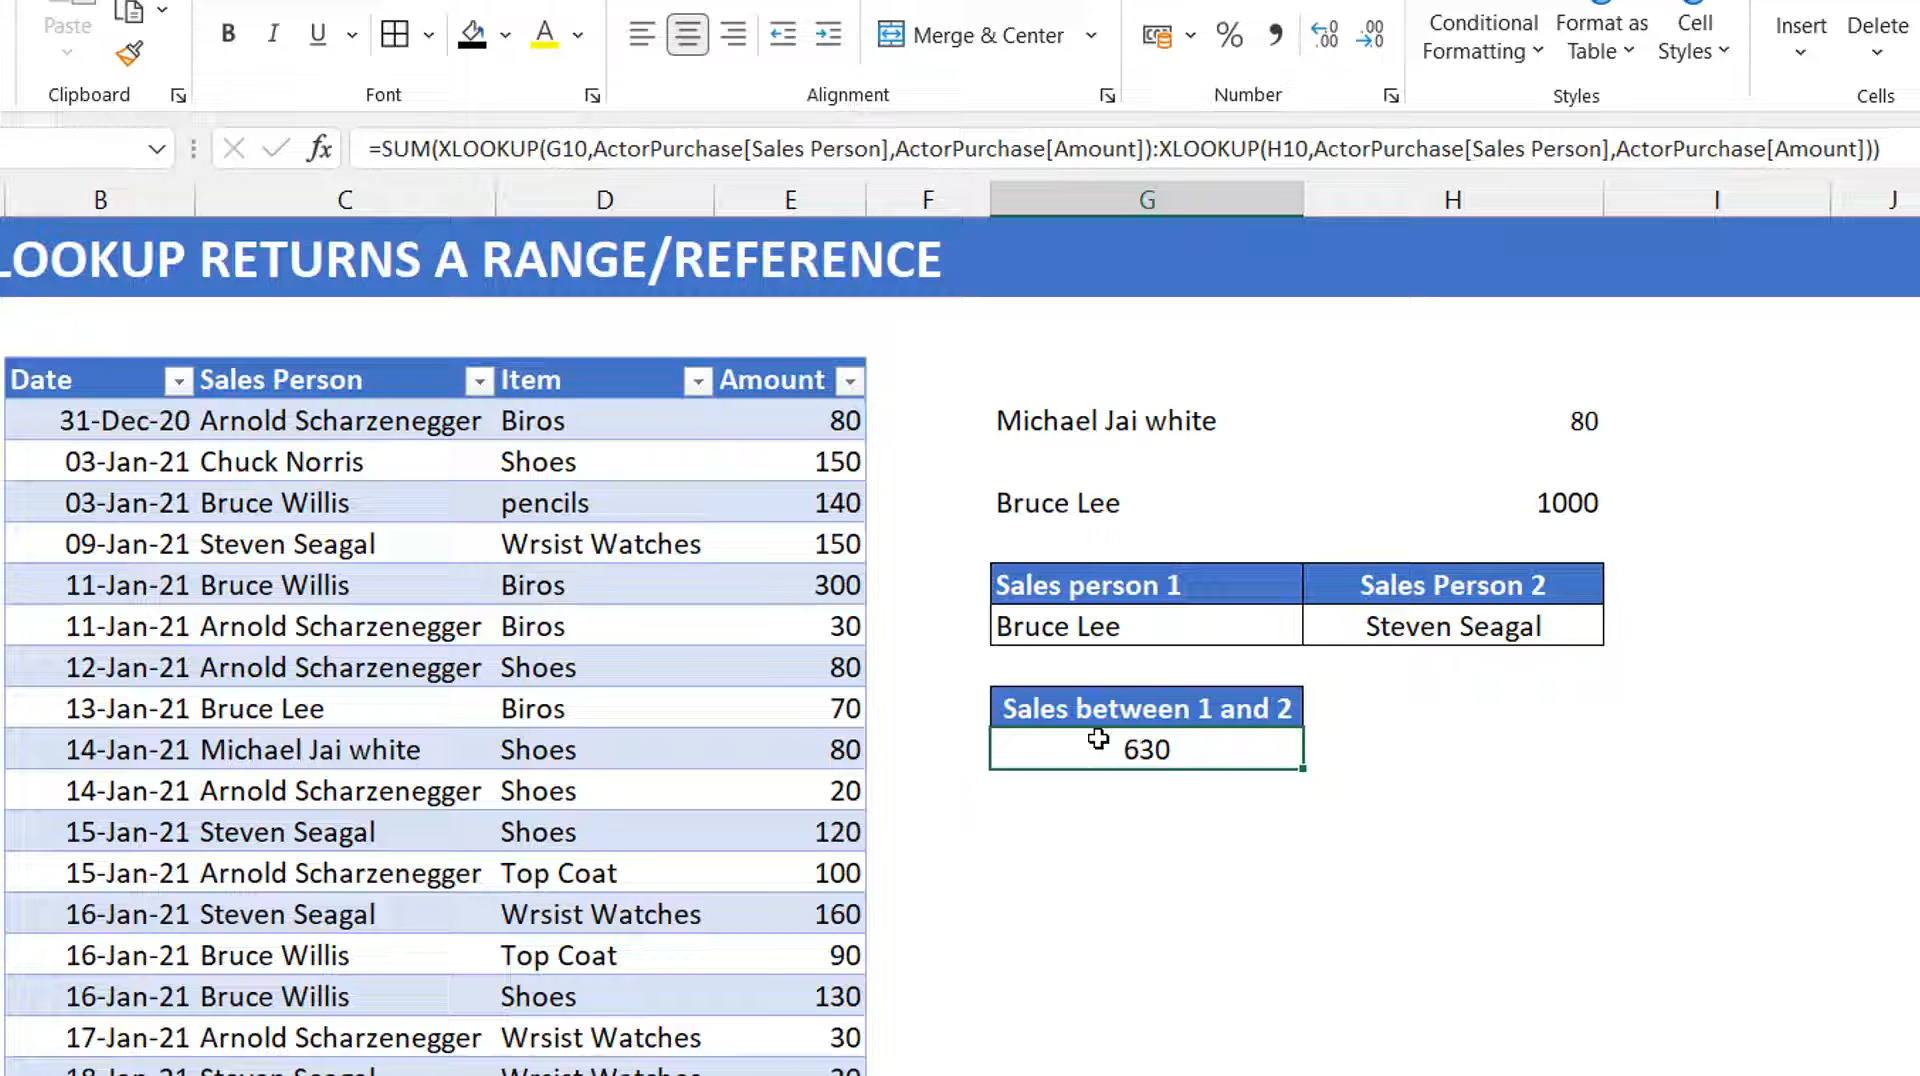 Paste
B I U A
Merge & Center
% 9
.00
.00
Conditional
Formatting
Format as
Table
Cell
Styles
Insert
Delete
Clipboard
Font
Alignment
Number
Styles
Cells
fx =SUM(XLOOKUP(G10,ActorPurchase[Sales Person],ActorPurchase[Amount]):XLOOKUP(H10,ActorPurchase[Sales Person],ActorPurchase[Amount]))
B C D E F G H I J
LOOKUP RETURNS A RANGE/REFERENCE
Date Sales Person Item Amount
31-Dec-20 Arnold Scharzenegger Biros 80 Michael Jai white 80
03-Jan-21 Chuck Norris Shoes 150
03-Jan-21 Bruce Willis pencils 140 Bruce Lee 1000
09-Jan-21 Steven Seagal Wrsist Watches 150
11-Jan-21 Bruce Willis Biros 300 Sales person 1 Sales Person 2
11-Jan-21 Arnold Scharzenegger Biros 30 Bruce Lee Steven Seagal
12-Jan-21 Arnold Scharzenegger Shoes 80
13-Jan-21 Bruce Lee Biros 70 Sales between 1 and 2
14-Jan-21 Michael Jai white Shoes 80 630
14-Jan-21 Arnold Scharzenegger Shoes 20
15-Jan-21 Steven Seagal Shoes 120
15-Jan-21 Arnold Scharzenegger Top Coat 100
16-Jan-21 Steven Seagal Wrsist Watches 160
16-Jan-21 Bruce Willis Top Coat 90
16-Jan-21 Bruce Willis Shoes 130
17-Jan-21 Arnold Scharzenegger Wrsist Watches 30